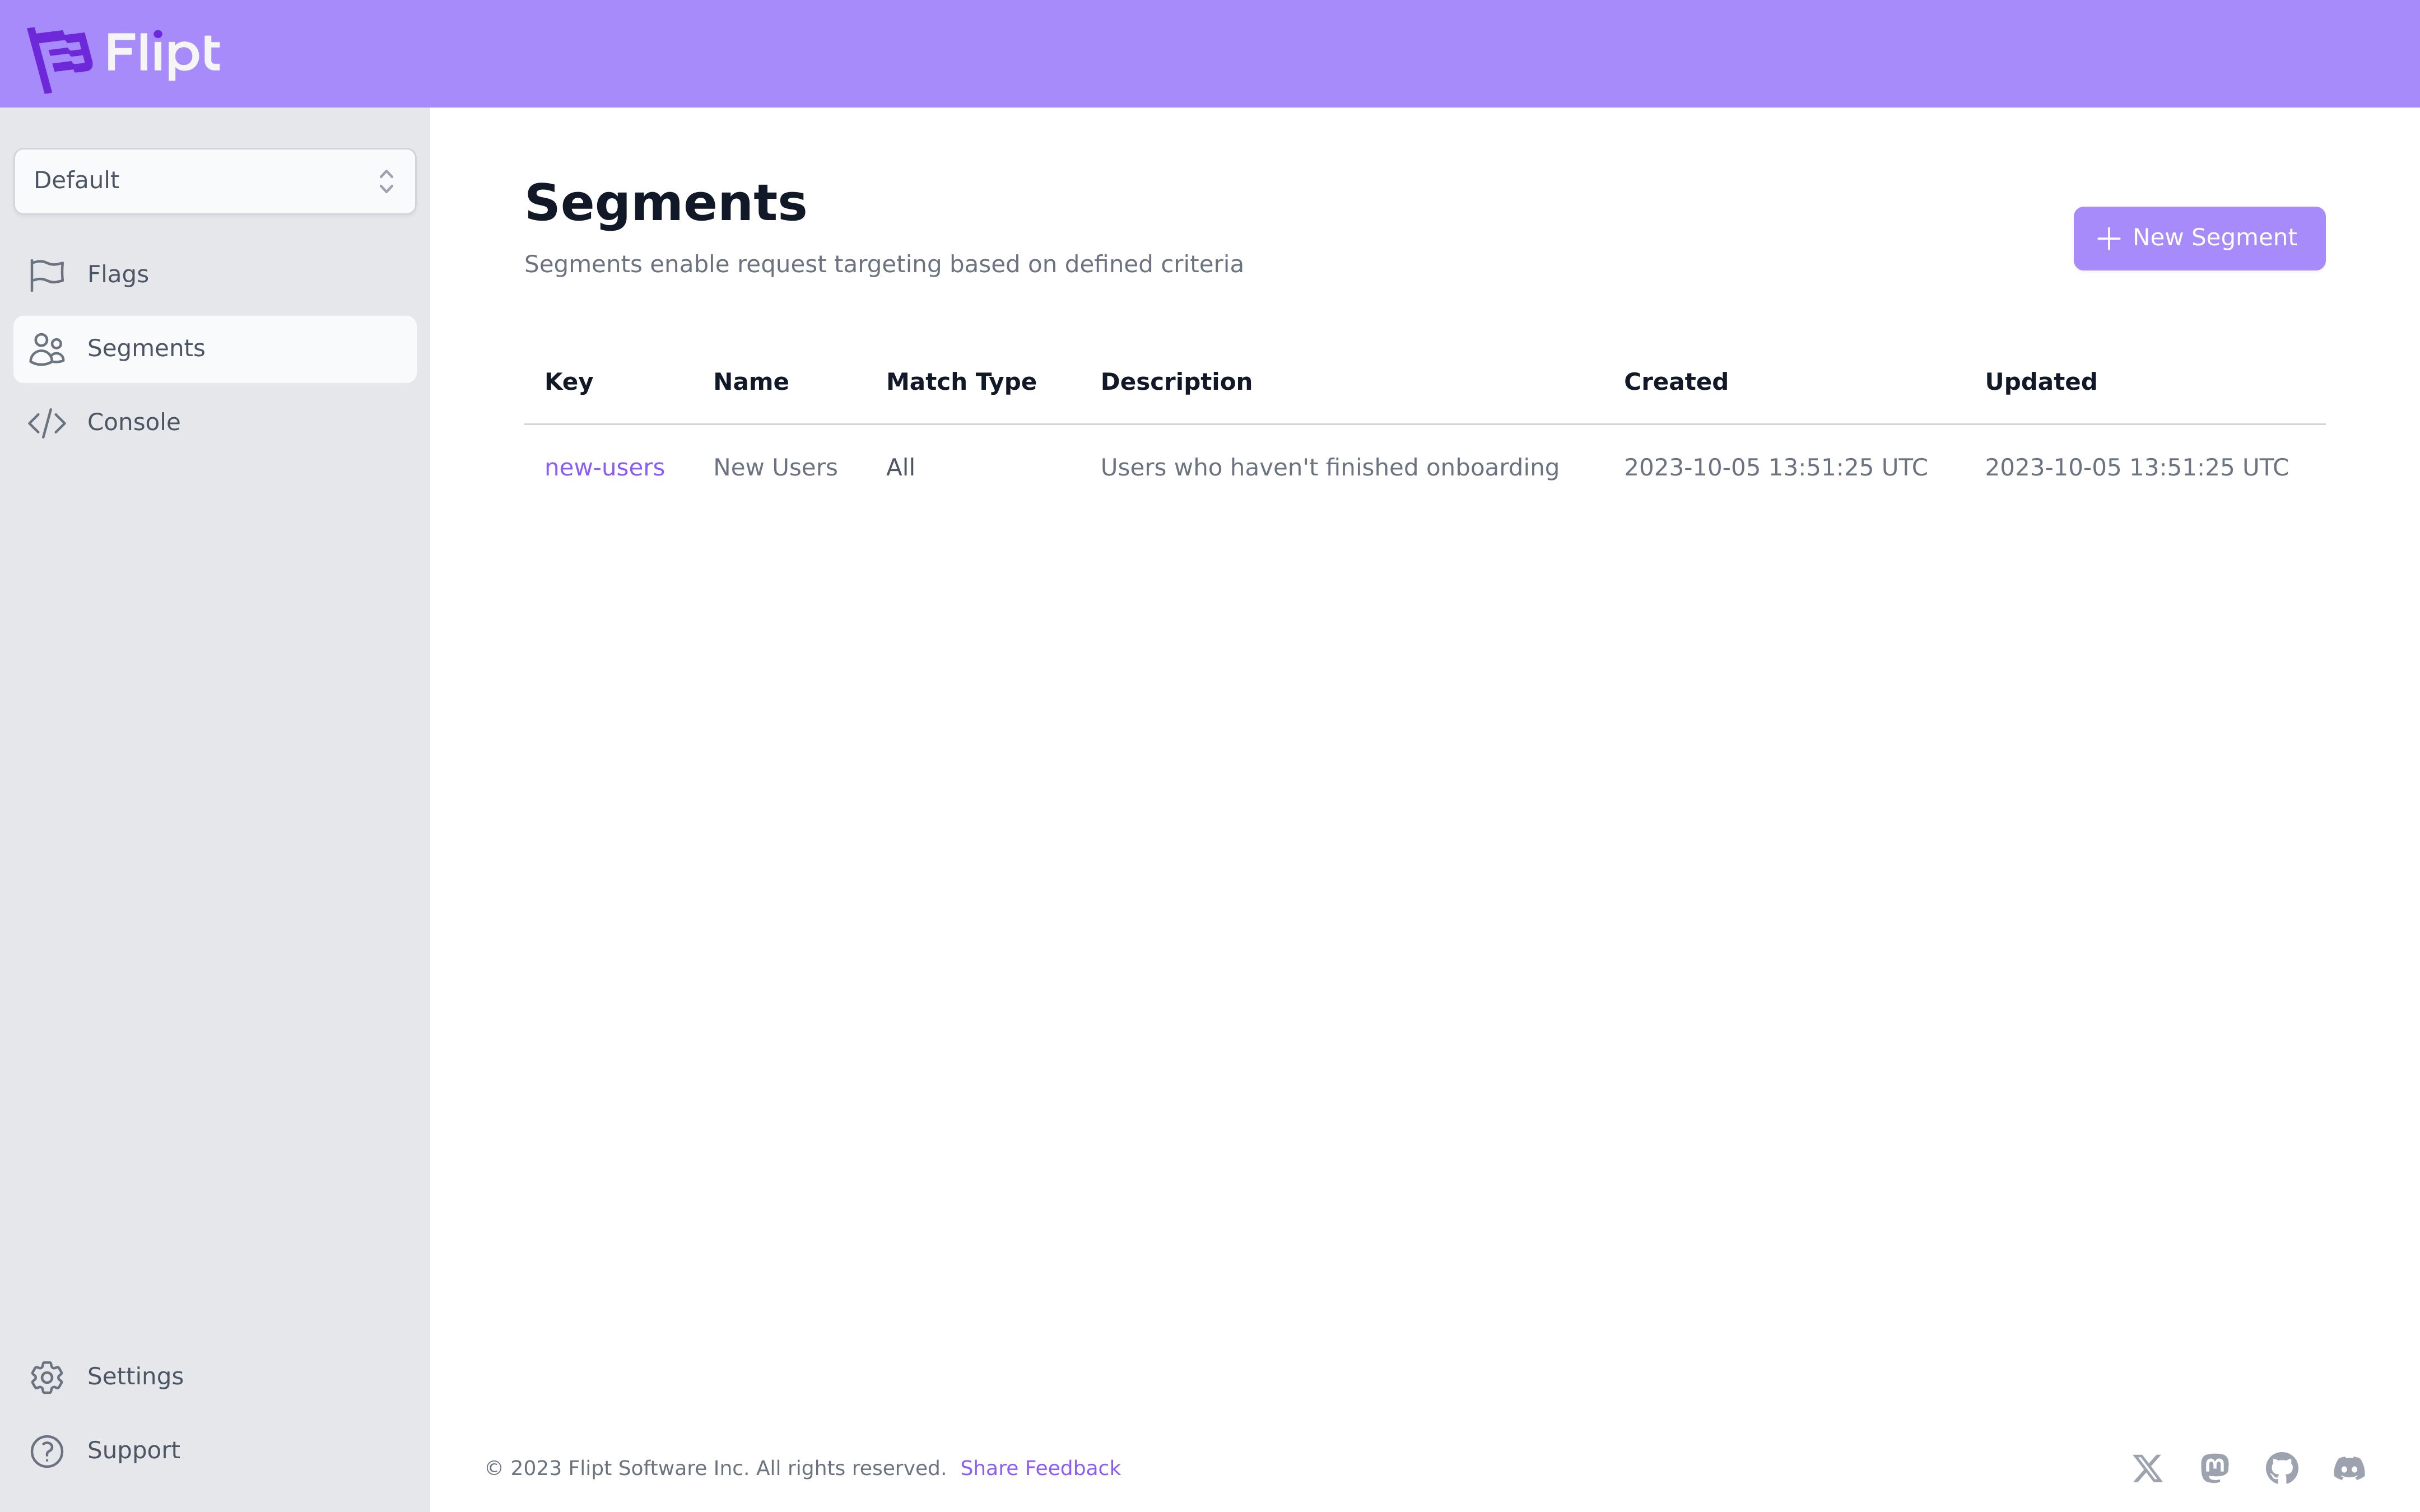 Flipt
Default
Flags
Segments
Console
Settings
Support
Segments
Segments enable request targeting based on defined criteria
New Segment
Key Name Match Type Description Created Updated
new-users New Users All Users who haven't finished onboarding 2023-10-05 13:51:25 UTC 2023-10-05 13:51:25 UTC
© 2023 Flipt Software Inc. All rights reserved. Share Feedback